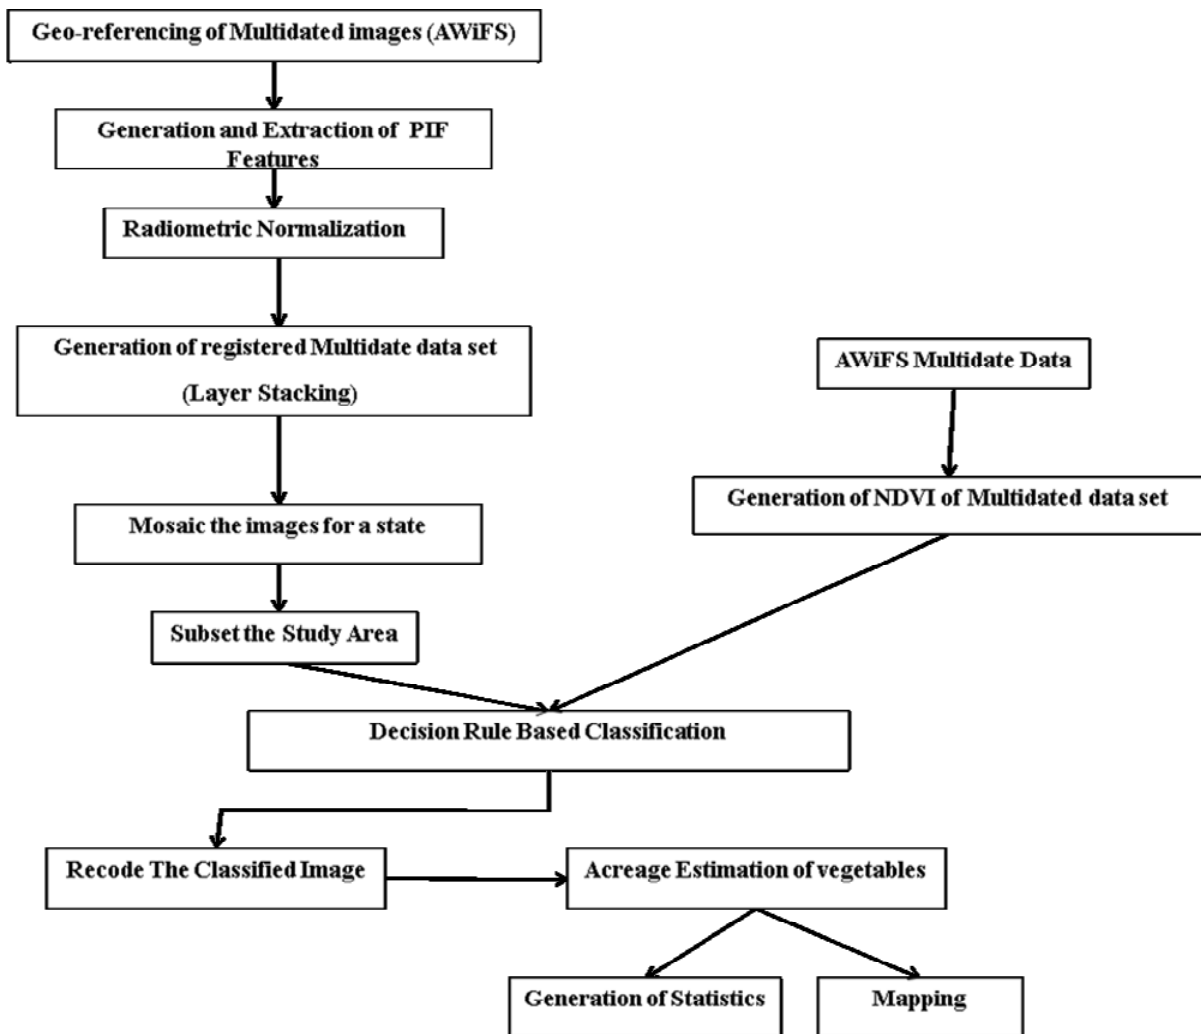 Geo-referencing of Multidated images (AWiFS)
Generation and Extraction of PIF
Features
Radiometric Normalization
Generation of registered Multidate data set
(Layer Stacking)
AWiFS Multidate Data
Generation of NDVI of Multidated data set
Mosaic the images for a state
Subset the Study Area
Decision Rule Based Classification
Recode The Classified Image
Acreage Estimation of vegetables
Generation of Statistics
Mapping